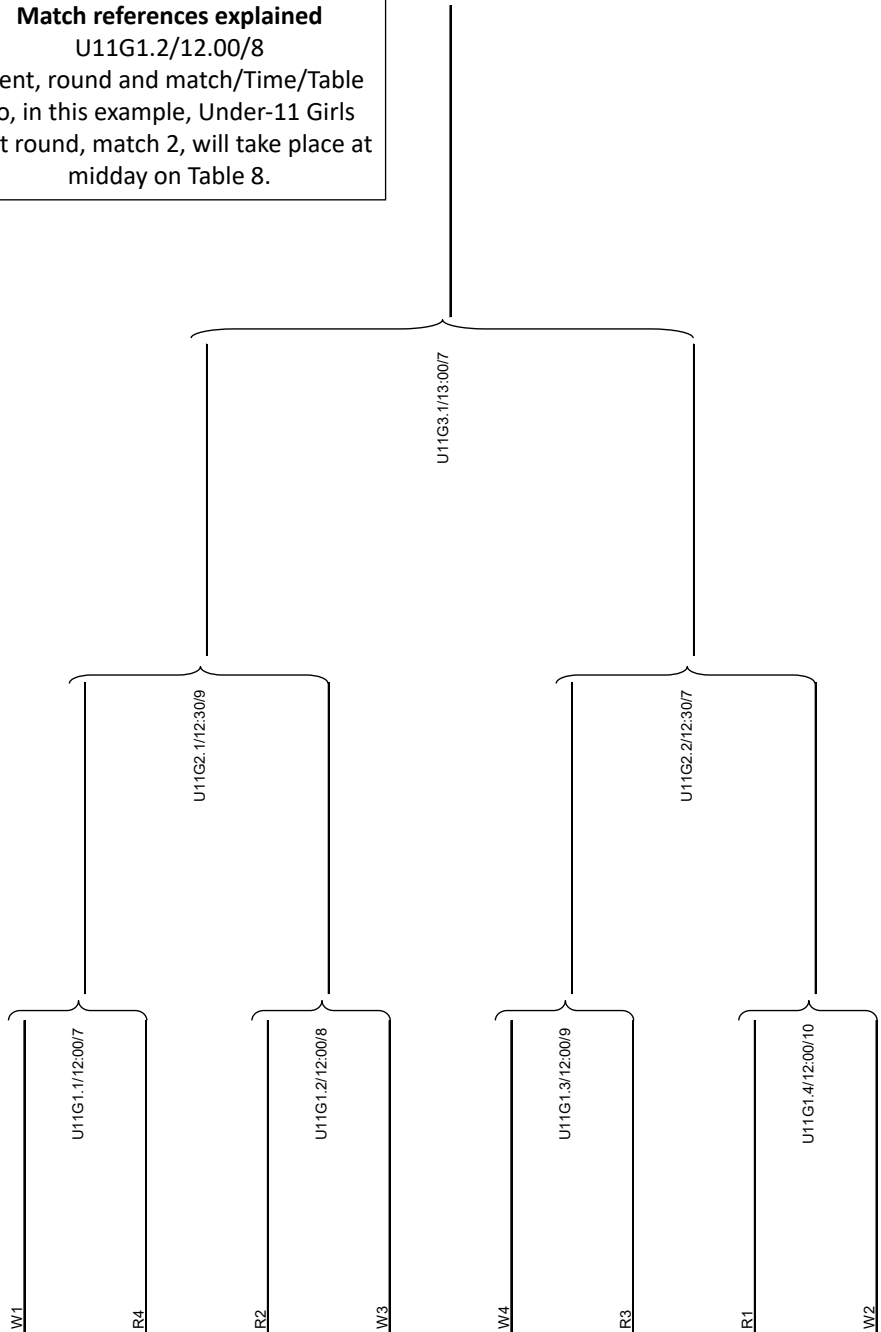 Match references explained
U11G1.2/12.00/8
ent, round and match/Time/Table
o, in this example, Under-11 Girls
t round, match 2, will take place at
midday on Table 8.
U11G3.1/13:00/7
U11G2.1/12:30/9
U11G2.2/12:30/7
U11G1.1/12:00/7
U11G1.2/12:00/8
U11G1.3/12:00/9
U11G1.4/12:00/10
W1
R4
R2
W3
W4
R3
R1
W2